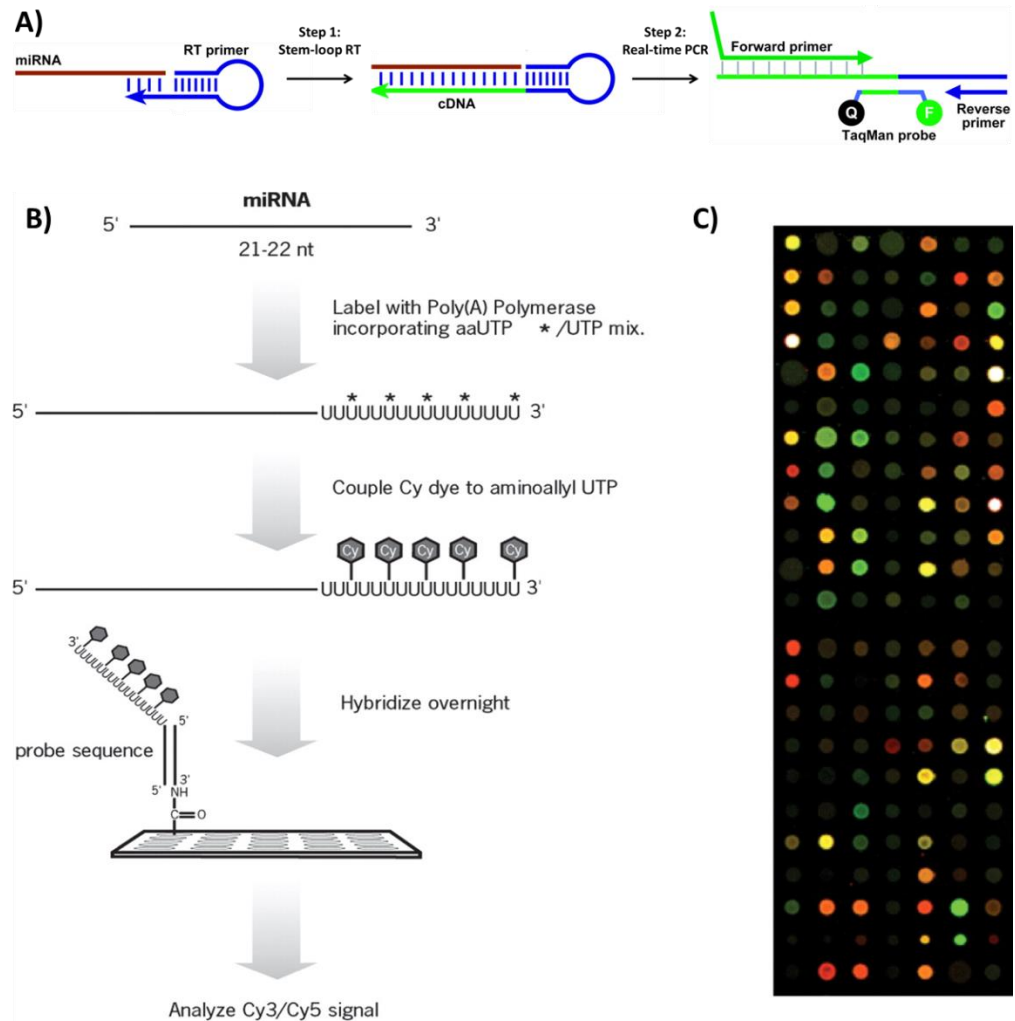 A)
miRNA
RT primer
Step 1:
Stem-loop RT
cDNA
Step 2:
Real-time PCR
Forward primer
Q
F
TaqMan probe
Reverse
primer
B)
miRNA
5' 3'
21-22 nt
Label with Poly(A) Polymerase
incorporating aaUTP * /UTP mix.
* * * * *
5' UUUUUUUUUUUUUUUUU 3'
Couple Cy dye to aminoallyl UTP
Cy Cy Cy Cy Cy
5' UUUUUUUUUUUUUUUUU 3'
3'
UUUUUUUUUUUUUUUUU
5'
Hybridize overnight
probe sequence
5' 3'
NH
C=O
Analyze Cy3/Cy5 signal
C)